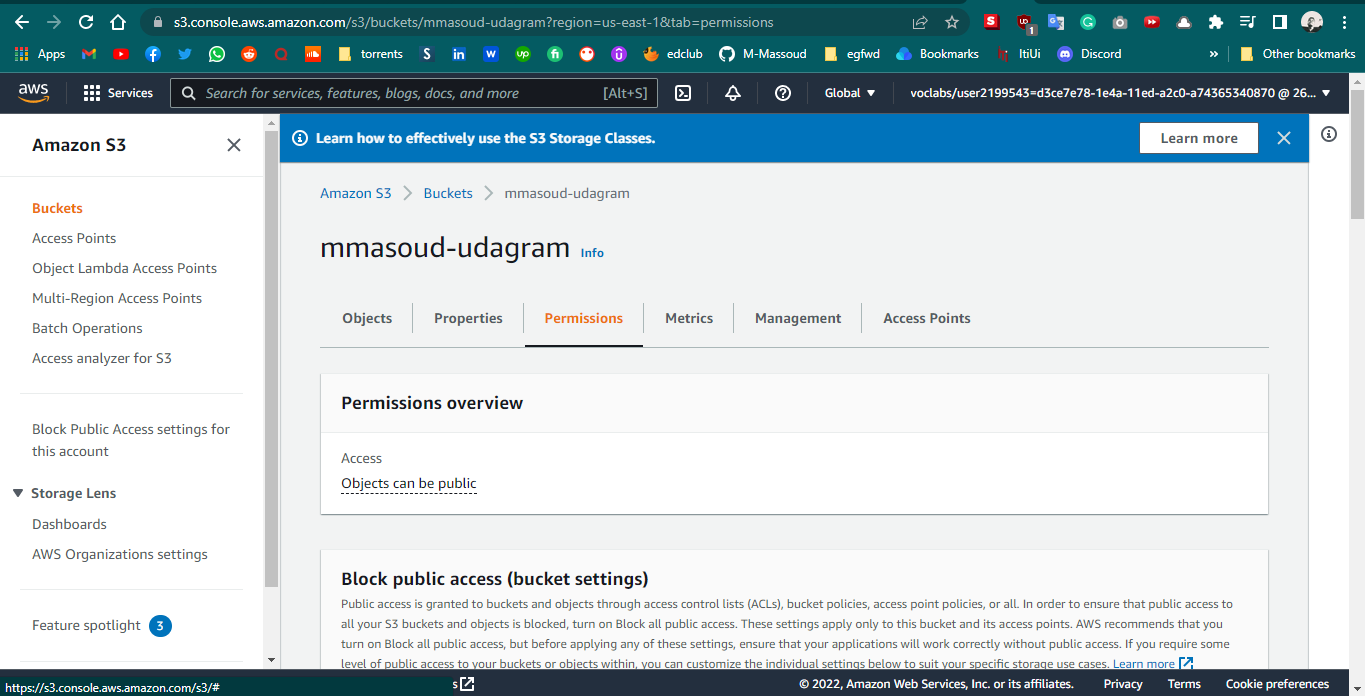 s3.console.aws.amazon.com/s3/buckets/mmasoud-udagram?region=us-east-1&tab=permissions
S
1
G
Apps
torrents
S
in
W
up
fi
edclub
M-Massoud
egfwd
Bookmarks
ItiUi
Discord
»
Other bookmarks
aws
Services
Search for services, features, blogs, docs, and more
[Alt+S]
Global
voclabs/user2199543=d3ce7e78-1e4a-11ed-a2c0-a74365340870 @ 26...
Amazon S3
Buckets
Access Points
Object Lambda Access Points
Multi-Region Access Points
Batch Operations
Access analyzer for S3
Block Public Access settings for
this account
Storage Lens
Dashboards
AWS Organizations settings
Feature spotlight 3
Learn how to effectively use the S3 Storage Classes.
Learn more
Amazon S3 > Buckets > mmasoud-udagram
mmasoud-udagram Info
Objects
Properties
Permissions
Metrics
Management
Access Points
Permissions overview
Access
Objects can be public
Block public access (bucket settings)
Public access is granted to buckets and objects through access control lists (ACLs), bucket policies, access point policies, or all. In order to ensure that public access to
all your S3 buckets and objects is blocked, turn on Block all public access. These settings apply only to this bucket and its access points. AWS recommends that you
turn on Block all public access, but before applying any of these settings, ensure that your applications will work correctly without public access. If you require some
level of public access to your buckets or objects within, you can customize the individual settings below to suit your specific storage use cases. Learn more
https://s3.console.aws.amazon.com/s3/#
s
© 2022, Amazon Web Services, Inc. or its affiliates.
Privacy
Terms
Cookie preferences